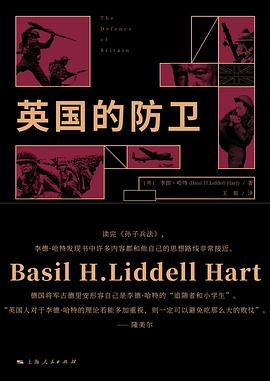 The
Defence
of
Britain
英国的防卫
[英] 李德·哈特 (Basil H.Liddell Hart) 著
王振 | 译
读完《孙子兵法》，
李德·哈特发现书中许多内容都和他自己的思想路线非常接近。
Basil H.Liddell Hart
德国将军古德里安形容自己是李德·哈特的“追随者和小学生”。
“英国人对于李德·哈特的理论若能多加重视，则一定可以避免吃那么大的败仗”。
—— 隆美尔
上海人民出版社